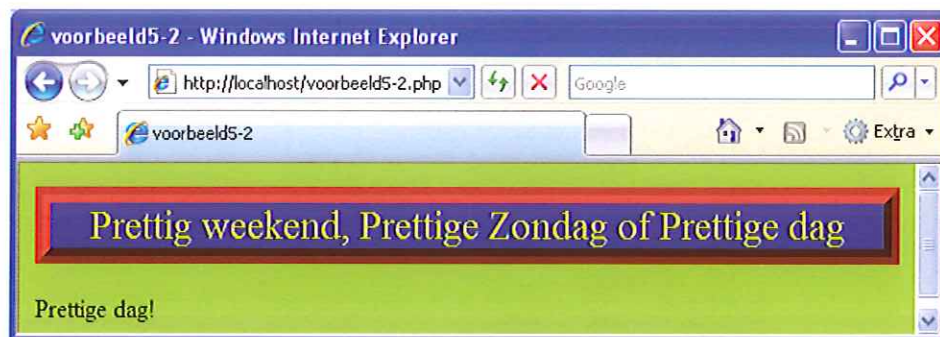 voorbeeld5-2 - Windows Internet Explorer
http://localhost/voorbeeld5-2.php
Google
voorbeeld5-2
Extra
Prettig weekend, Prettige Zondag of Prettige dag
Prettige dag!